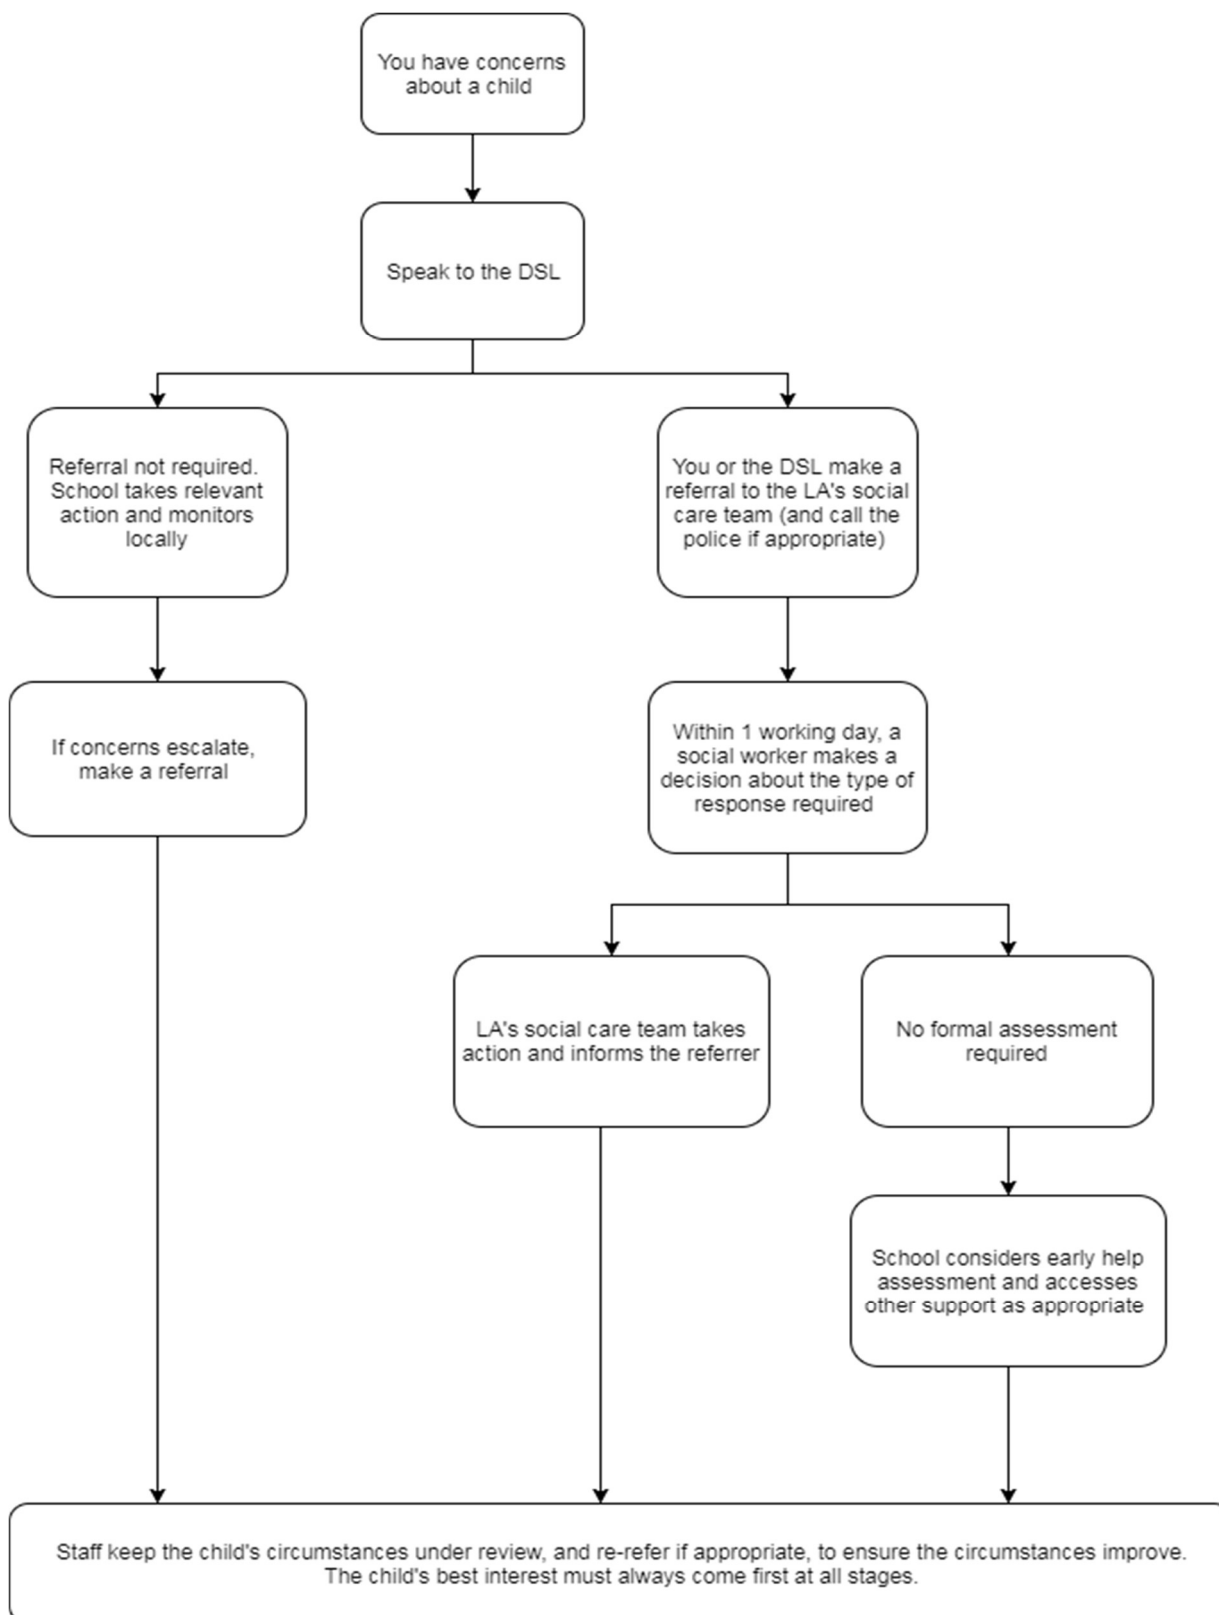 You have concerns
about a child
Speak to the DSL
Referral not required.
School takes relevant
action and monitors
locally
You or the DSL make a
referral to the LA's social
care team (and call the
police if appropriate)
If concerns escalate,
make a referral
Within 1 working day, a
social worker makes a
decision about the type of
response required
LA's social care team takes
action and informs the referrer
No formal assessment
required
School considers early help
assessment and accesses
other support as appropriate
Staff keep the child's circumstances under review, and re-refer if appropriate, to ensure the circumstances improve.
The child's best interest must always come first at all stages.